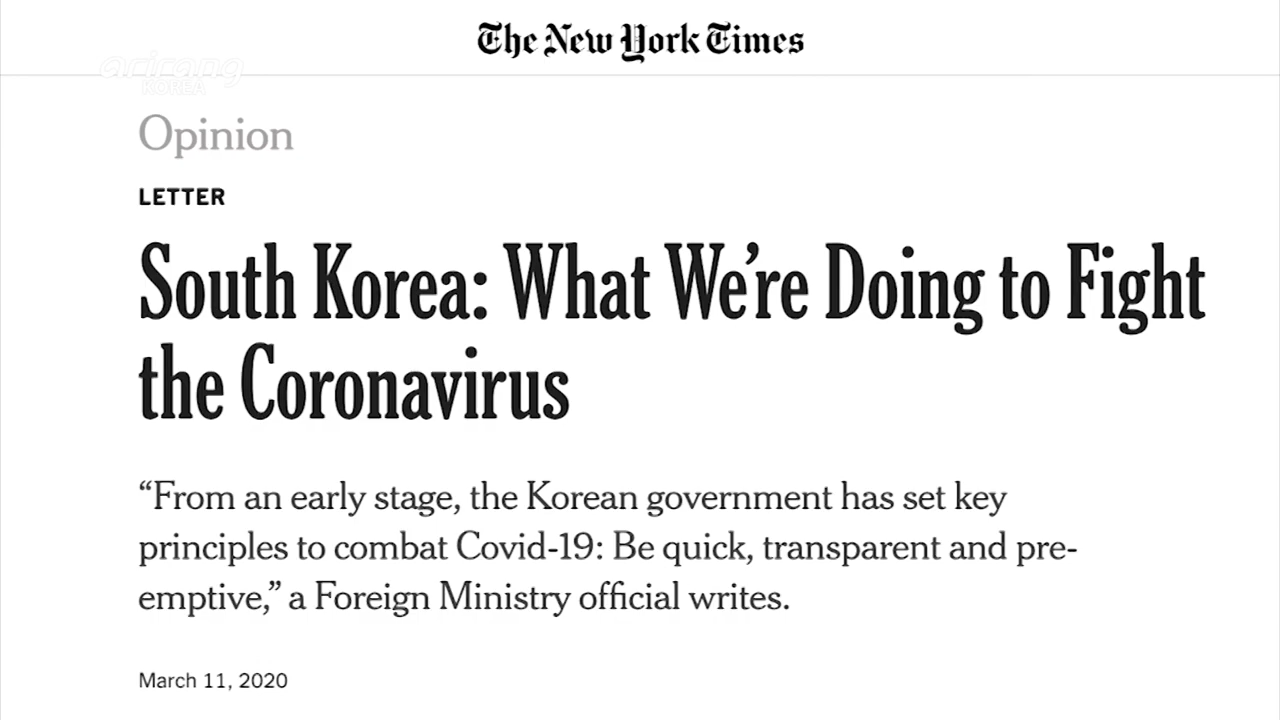 The New York Times
arirang
KOREA
Opinion
LETTER
South Korea: What We’re Doing to Fight
the Coronavirus
“From an early stage, the Korean government has set key
principles to combat Covid-19: Be quick, transparent and pre-
emptive,” a Foreign Ministry official writes.
March 11, 2020